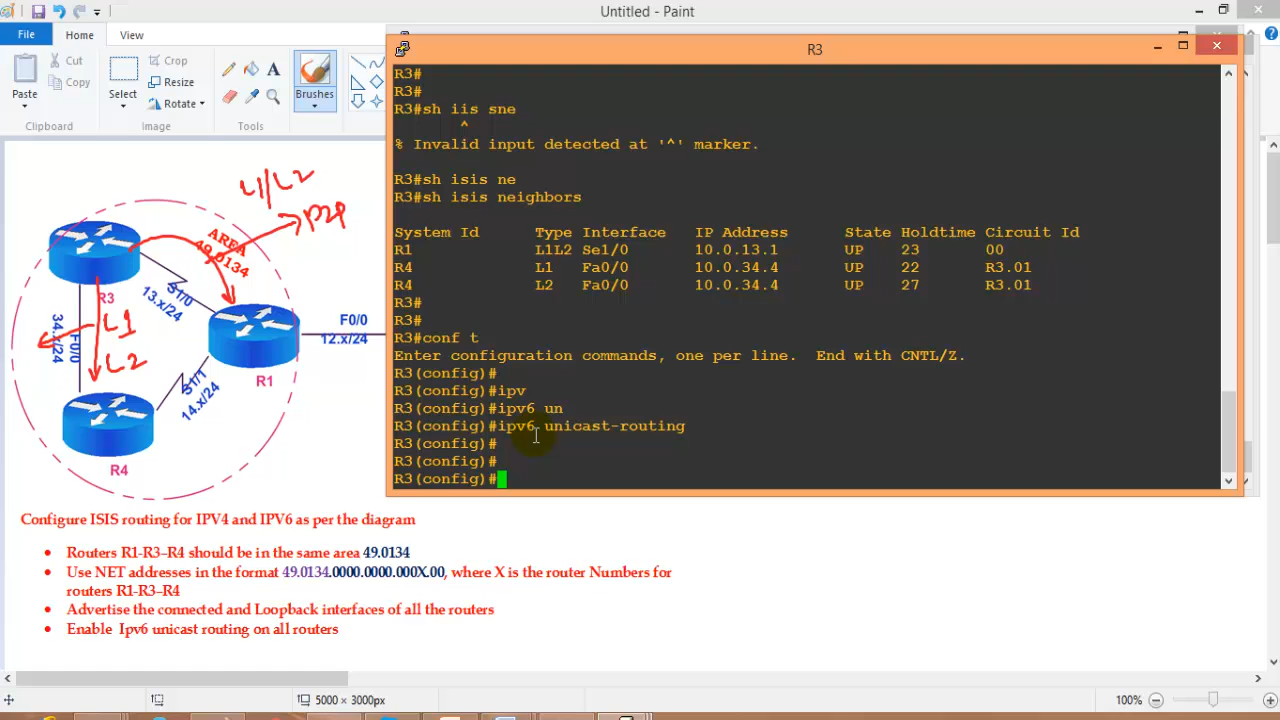 Untitled - Paint
File
Home
View
Paste
Cut
Copy
Clipboard
Select
Crop
Resize
Rotate
Image
Tools
Brushes
R3
R3#
R3#
R3#sh iis sne
^
% Invalid input detected at '^' marker.
R3#sh isis ne
R3#sh isis neighbors
System Id Type Interface IP Address State Holdtime Circuit Id
R1 L1L2 Se1/0 10.0.13.1 UP 23 00
R4 L1 Fa0/0 10.0.34.4 UP 22 R3.01
R4 L2 Fa0/0 10.0.34.4 UP 27 R3.01
R3#
R3#
R3#conf t
Enter configuration commands, one per line. End with CNTL/Z.
R3(config)#
R3(config)#ipv
R3(config)#ipv6 un
R3(config)#ipv6 unicast-routing
R3(config)#
R3(config)#
R3(config)#
L1/L2
P2P
AREA
49.0134
R3
S1/0
13.x/24
L1
F0/0
34.x/24
L2
F0/0
12.x/24
R1
S1/1
14.x/24
R4
Configure ISIS routing for IPV4 and IPV6 as per the diagram
• Routers R1-R3–R4 should be in the same area 49.0134
• Use NET addresses in the format 49.0134.0000.0000.000X.00, where X is the router Numbers for
routers R1-R3–R4
• Advertise the connected and Loopback interfaces of all the routers
• Enable Ipv6 unicast routing on all routers
5000 × 3000px
100%